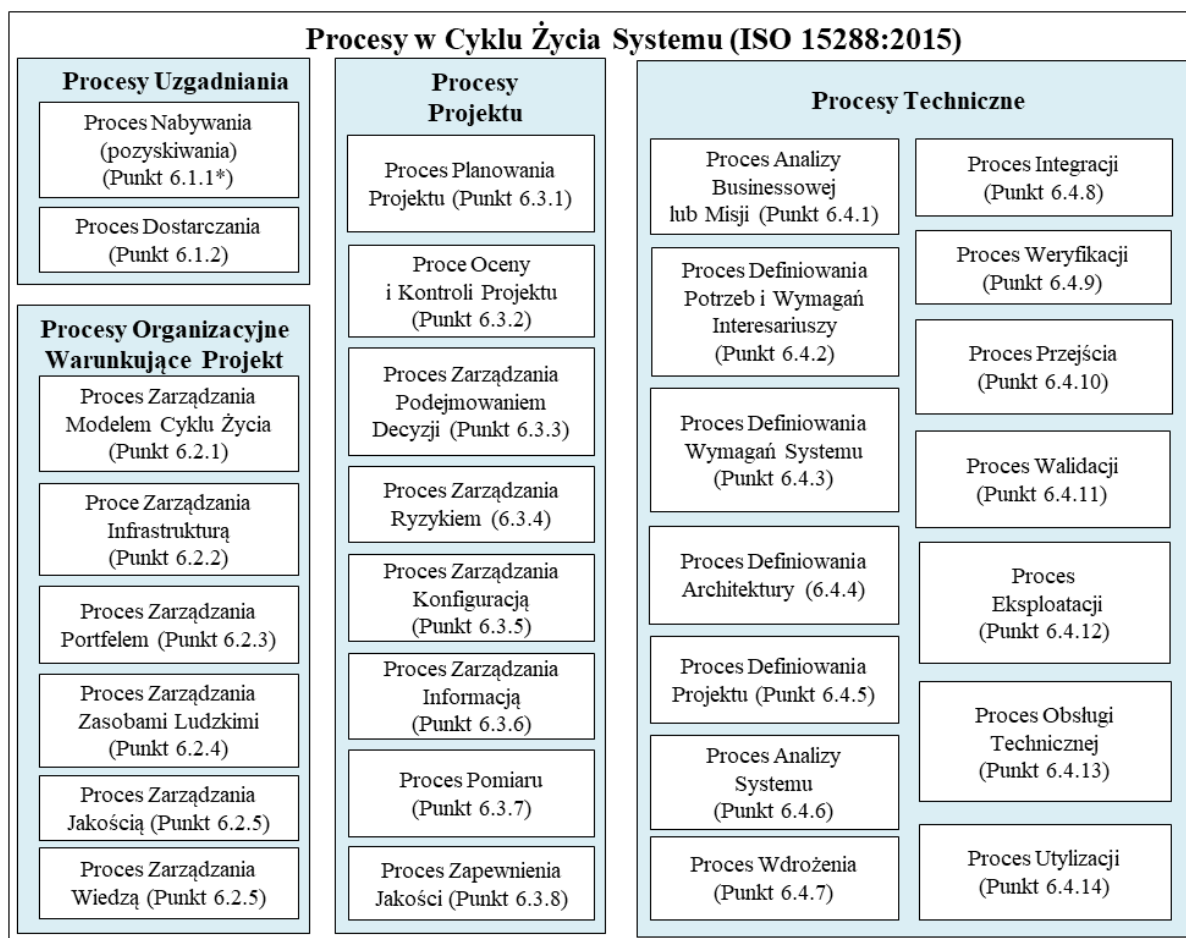 Procesy w Cyklu Życia Systemu (ISO 15288:2015)
Procesy Uzgadniania
Proces Nabywania
(pozyskiwania)
(Punkt 6.1.1*)
Proces Dostarczania
(Punkt 6.1.2)
Procesy Organizacyjne
Warunkujące Projekt
Proces Zarządzania
Modelem Cyklu Życia
(Punkt 6.2.1)
Proce Zarządzania
Infrastrukturą
(Punkt 6.2.2)
Proces Zarządzania
Portfelem (Punkt 6.2.3)
Proces Zarządzania
Zasobami Ludzkimi
(Punkt 6.2.4)
Proces Zarządzania
Jakością (Punkt 6.2.5)
Proces Zarządzania
Wiedzą (Punkt 6.2.5)
Procesy
Projektu
Proces Planowania
Projektu (Punkt 6.3.1)
Proce Oceny
i Kontroli Projektu
(Punkt 6.3.2)
Proces Zarządzania
Podejmowaniem
Decyzji (Punkt 6.3.3)
Proces Zarządzania
Ryzykiem (6.3.4)
Proces Zarządzania
Konfiguracją
(Punkt 6.3.5)
Proces Zarządzania
Informacją
(Punkt 6.3.6)
Proces Pomiaru
(Punkt 6.3.7)
Proces Zapewnienia
Jakości (Punkt 6.3.8)
Procesy Techniczne
Proces Analizy
Businessowej
lub Misji (Punkt 6.4.1)
Proces Definiowania
Potrzeb i Wymagań
Interesariuszy
(Punkt 6.4.2)
Proces Definiowania
Wymagań Systemu
(Punkt 6.4.3)
Proces Definiowania
Architektury (6.4.4)
Proces Definiowania
Projektu (Punkt 6.4.5)
Proces Analizy
Systemu
(Punkt 6.4.6)
Proces Wdrożenia
(Punkt 6.4.7)
Proces Integracji
(Punkt 6.4.8)
Proces Weryfikacji
(Punkt 6.4.9)
Proces Przejścia
(Punkt 6.4.10)
Proces Walidacji
(Punkt 6.4.11)
Proces
Eksploatacji
(Punkt 6.4.12)
Proces Obsługi
Technicznej
(Punkt 6.4.13)
Proces Utylizacji
(Punkt 6.4.14)